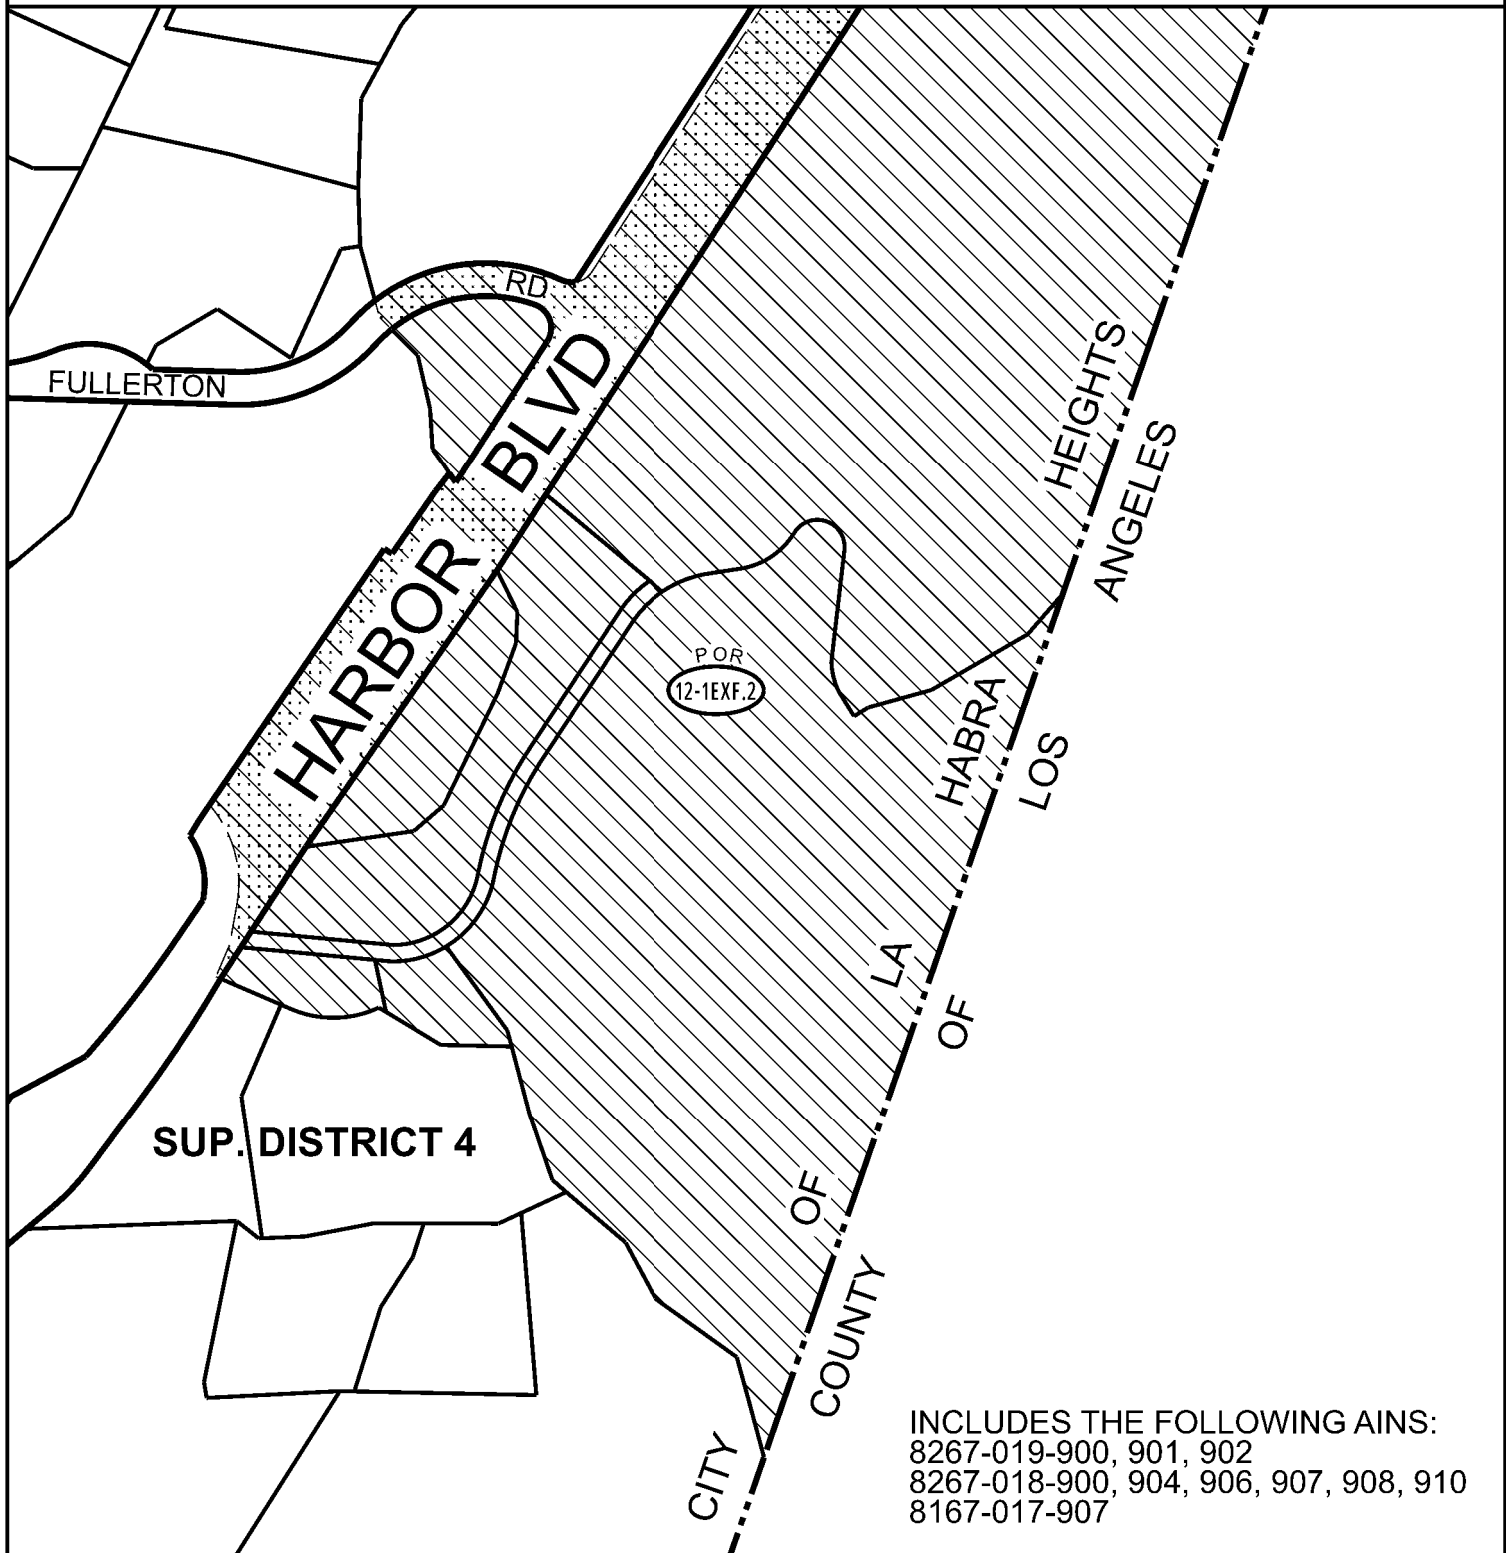 RD
FULLERTON
HARBOR BLVD
POR
12-1EXF.2
CITY OF LA HABRA HEIGHTS
COUNTY OF LOS ANGELES
SUP. DISTRICT 4
INCLUDES THE FOLLOWING AINS:
8267-019-900, 901, 902
8267-018-900, 904, 906, 907, 908, 910
8167-017-907